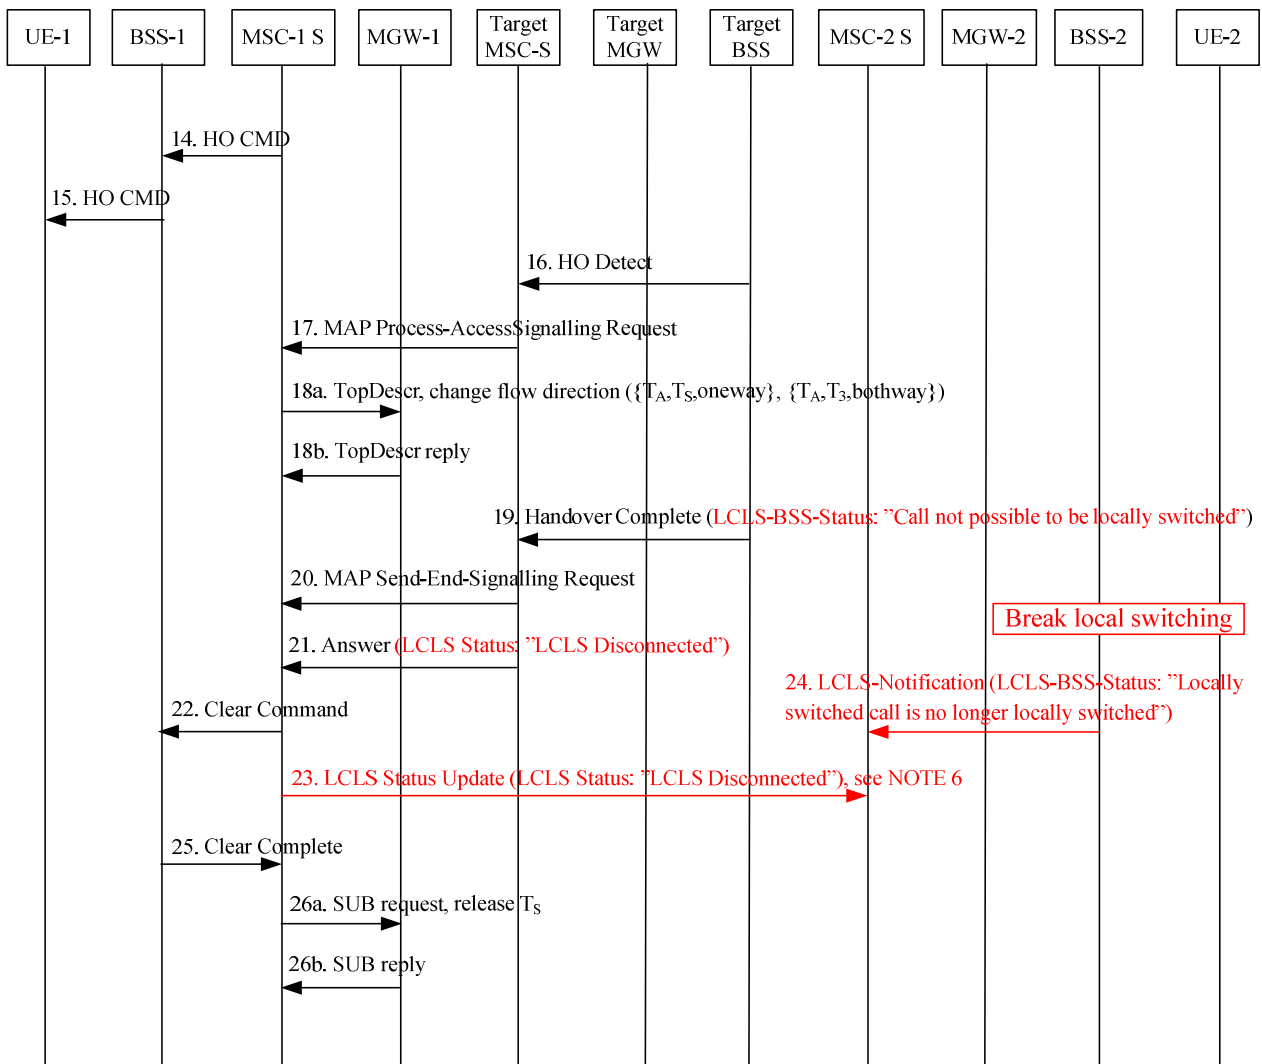 UE-1
BSS-1
MSC-1 S
MGW-1
Target
MSC-S
Target
MGW
Target
BSS
MSC-2 S
MGW-2
BSS-2
UE-2
14. HO CMD
15. HO CMD
16. HO Detect
17. MAP Process-AccessSignalling Request
18a. TopDescr, change flow direction ({TA,TS,oneway}, {TA,T3,bothway})
18b. TopDescr reply
19. Handover Complete (LCLS-BSS-Status: ”Call not possible to be locally switched”)
20. MAP Send-End-Signalling Request
Break local switching
21. Answer (LCLS Status: ”LCLS Disconnected”)
24. LCLS-Notification (LCLS-BSS-Status: ”Locally
switched call is no longer locally switched”)
22. Clear Command
23. LCLS Status Update (LCLS Status: ”LCLS Disconnected”), see NOTE 6
25. Clear Complete
26a. SUB request, release TS
26b. SUB reply